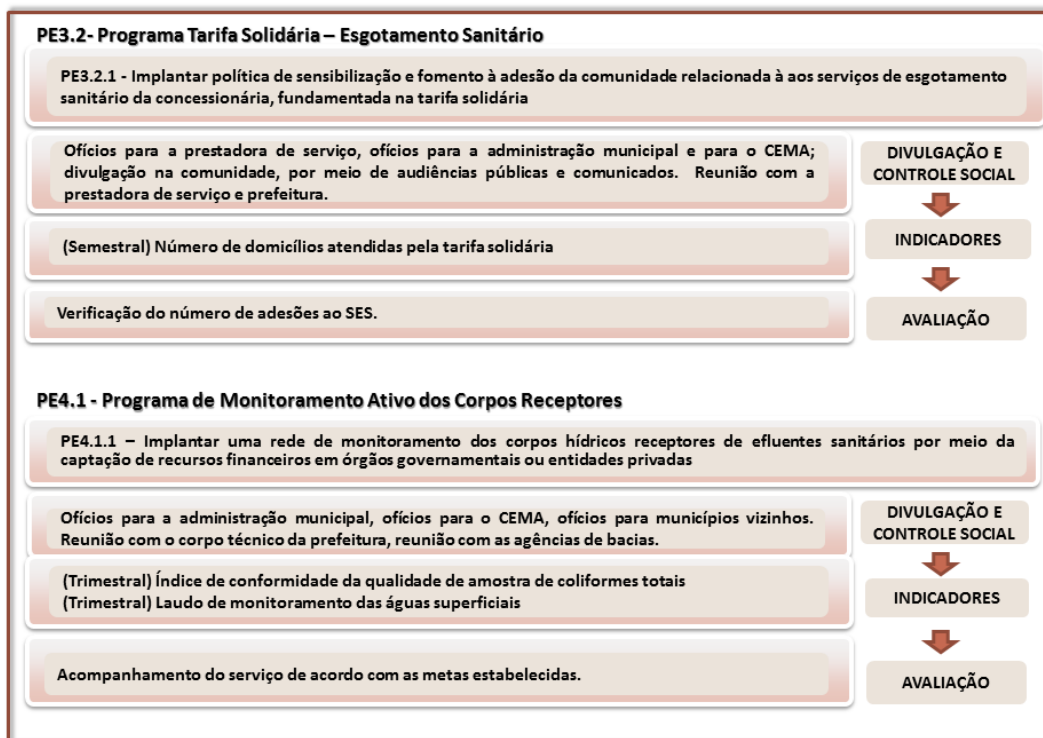 PE3.2- Programa Tarifa Solidária – Esgotamento Sanitário
PE3.2.1 - Implantar política de sensibilização e fomento à adesão da comunidade relacionada à aos serviços de esgotamento
sanitário da concessionária, fundamentada na tarifa solidária
Ofícios para a prestadora de serviço, ofícios para a administração municipal e para o CEMA;
divulgação na comunidade, por meio de audiências públicas e comunicados. Reunião com a
prestadora de serviço e prefeitura.
DIVULGAÇÃO E
CONTROLE SOCIAL
(Semestral) Número de domicílios atendidas pela tarifa solidária
INDICADORES
Verificação do número de adesões ao SES.
AVALIAÇÃO
PE4.1 - Programa de Monitoramento Ativo dos Corpos Receptores
PE4.1.1 – Implantar uma rede de monitoramento dos corpos hídricos receptores de efluentes sanitários por meio da
captação de recursos financeiros em órgãos governamentais ou entidades privadas
Ofícios para a administração municipal, ofícios para o CEMA, ofícios para municípios vizinhos.
Reunião com o corpo técnico da prefeitura, reunião com as agências de bacias.
DIVULGAÇÃO E
CONTROLE SOCIAL
(Trimestral) Índice de conformidade da qualidade de amostra de coliformes totais
(Trimestral) Laudo de monitoramento das águas superficiais
INDICADORES
Acompanhamento do serviço de acordo com as metas estabelecidas.
AVALIAÇÃO